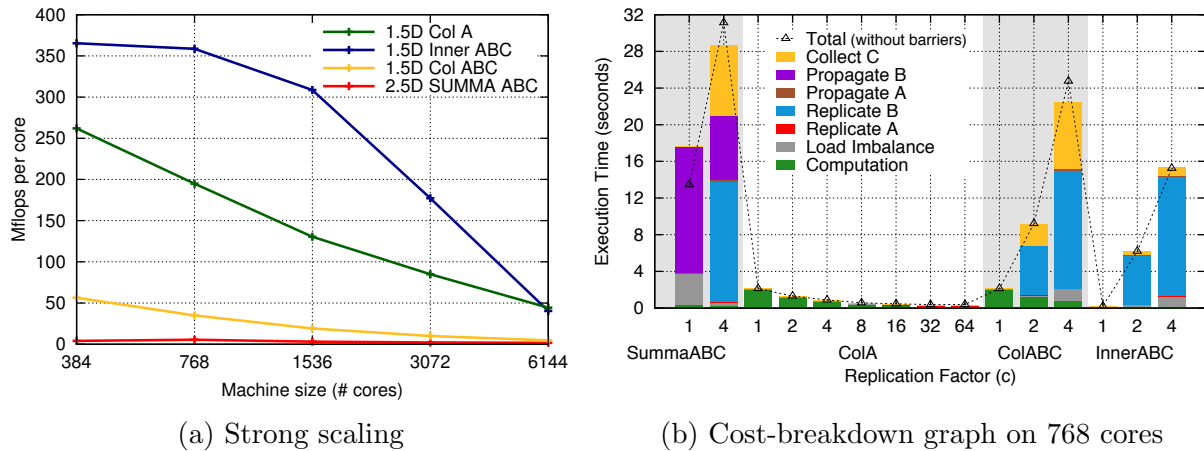 400
350
300
250
200
150
100
50
0
Mflops per core
1.5D Col A
1.5D Inner ABC
1.5D Col ABC
2.5D SUMMA ABC
384 768 1536 3072 6144
Machine size (# cores)
(a) Strong scaling
32
28
24
20
16
12
8
4
0
Execution Time (seconds)
Total (without barriers)
Collect C
Propagate B
Propagate A
Replicate B
Replicate A
Load Imbalance
Computation
1 4 1 2 4 8 16 32 64 1 2 4 1 2 4
SummaABC ColA ColABC InnerABC
Replication Factor (c)
(b) Cost-breakdown graph on 768 cores